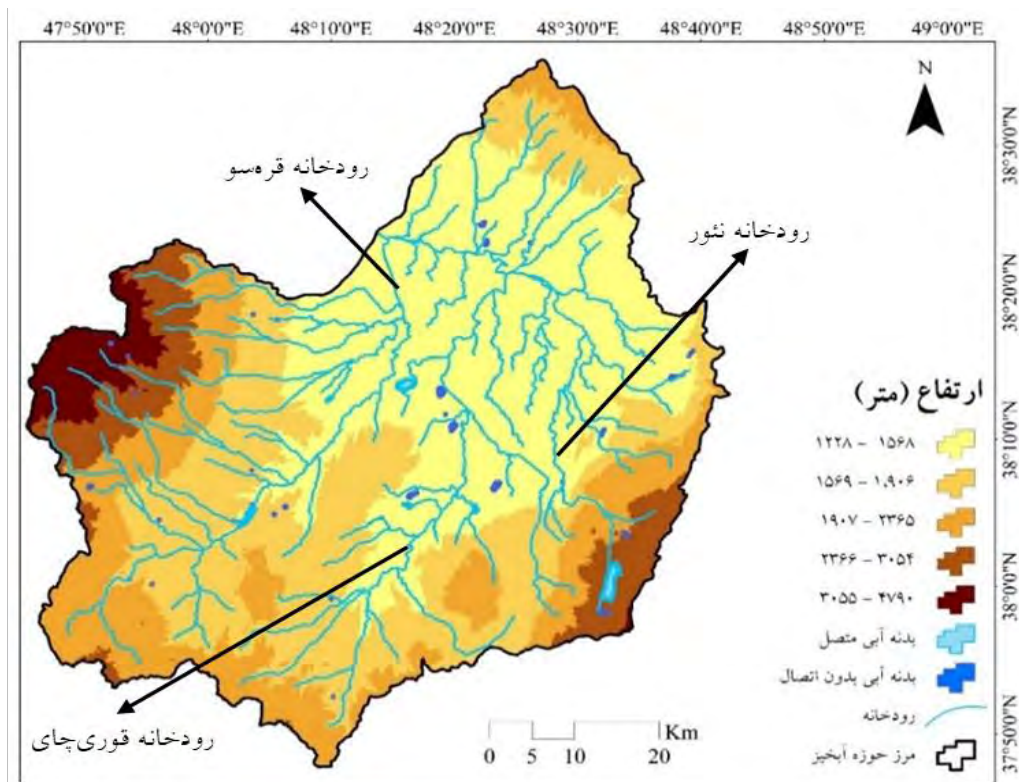 47°50'0"E 48°0'0"E 48°10'0"E 48°20'0"E 48°30'0"E 48°40'0"E 48°50'0"E 49°0'0"E
N
38°30'0"N
38°20'0"N
38°10'0"N
38°0'0"N
37°50'0"N
رودخانه قره‌سو
رودخانه نئور
رودخانه قوری‌چای
ارتفاع (متر)
۱۲۲۸ - ۱۵۶۸
۱۵۶۹ - ۱,۹۰۶
۱۹۰۷ - ۲۳۶۵
۲۳۶۶ - ۳۰۵۴
۳۰۵۵ - ۴۷۹۰
بدنه آبی متصل
بدنه آبی بدون اتصال
رودخانه
مرز حوزه آبخیز
0 5 10 20 Km